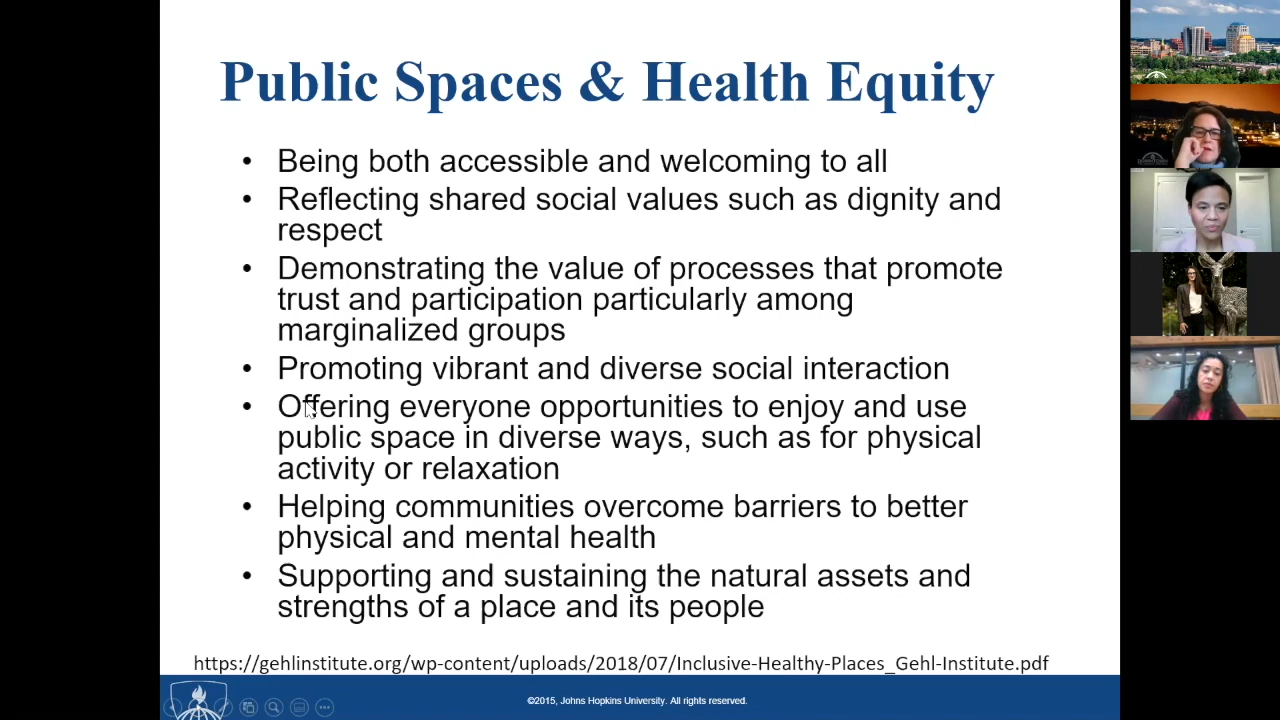 Public Spaces & Health Equity
• Being both accessible and welcoming to all
• Reflecting shared social values such as dignity and
respect
• Demonstrating the value of processes that promote
trust and participation particularly among
marginalized groups
• Promoting vibrant and diverse social interaction
• Offering everyone opportunities to enjoy and use
public space in diverse ways, such as for physical
activity or relaxation
• Helping communities overcome barriers to better
physical and mental health
• Supporting and sustaining the natural assets and
strengths of a place and its people
https://gehlinstitute.org/wp-content/uploads/2018/07/Inclusive-Healthy-Places_Gehl-Institute.pdf
©2015, Johns Hopkins University. All rights reserved.